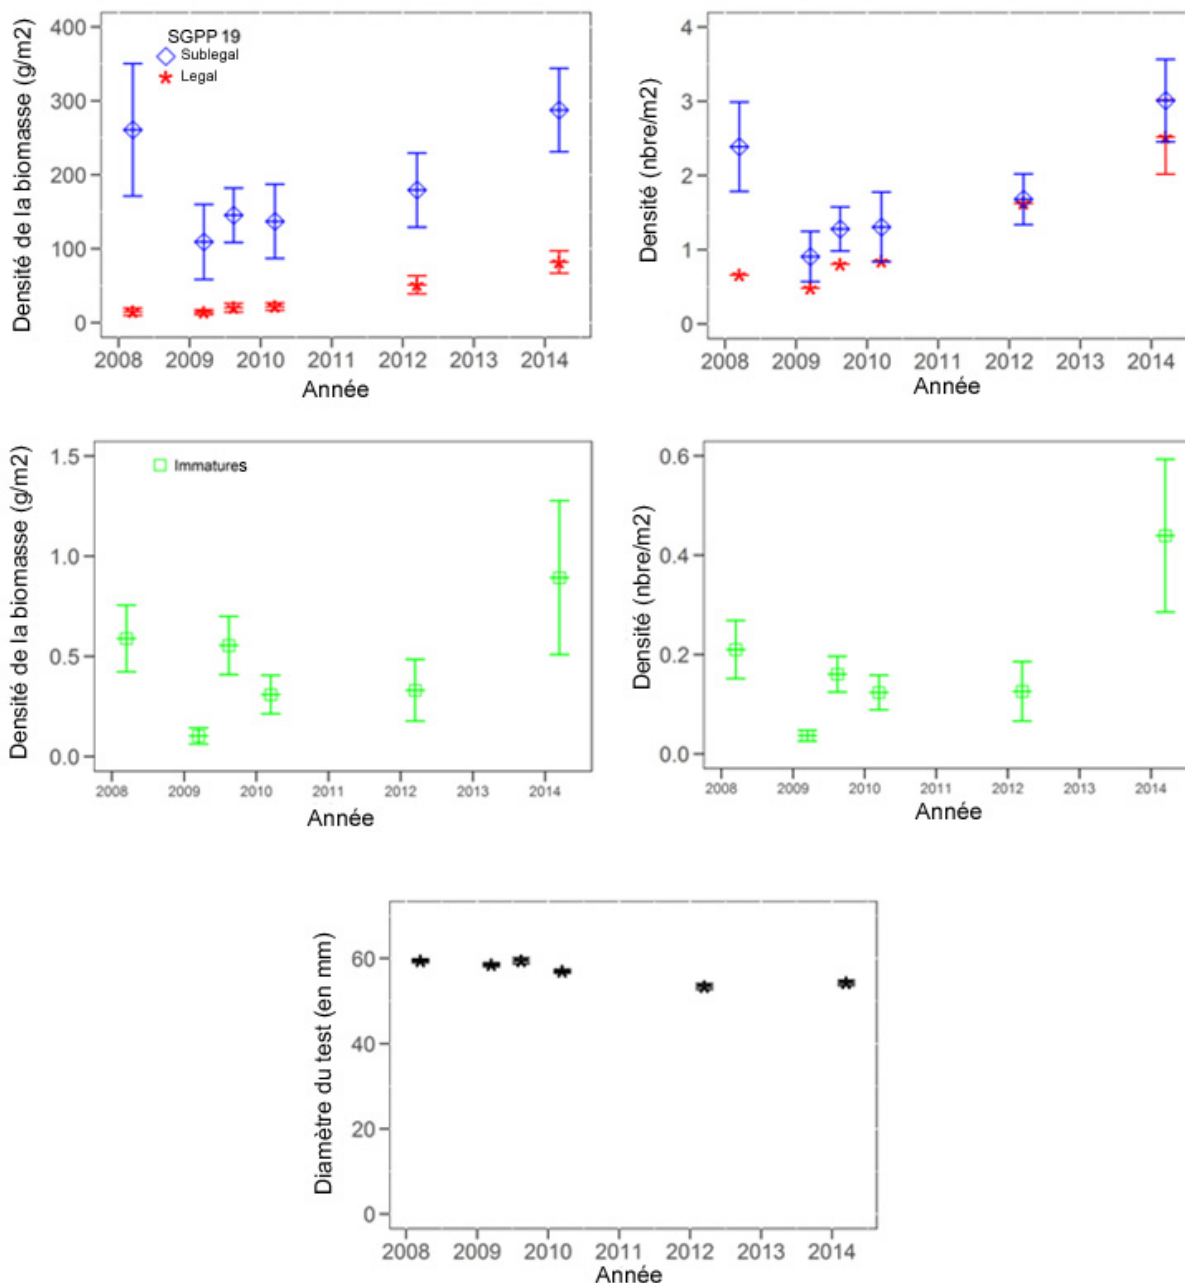 Densité de la biomasse (g/m2)
400
300
200
100
0
SGPP 19
Sublegal
Legal
2008 2009 2010 2011 2012 2013 2014
Année
Densité (nbre/m2)
4
3
2
1
0
2008 2009 2010 2011 2012 2013 2014
Année
Densité de la biomasse (g/m2)
1.5
1.0
0.5
0.0
Immatures
2008 2009 2010 2011 2012 2013 2014
Année
Densité (nbre/m2)
0.6
0.4
0.2
0.0
2008 2009 2010 2011 2012 2013 2014
Année
Diamètre du test (en mm)
60
40
20
0
2008 2009 2010 2011 2012 2013 2014
Année